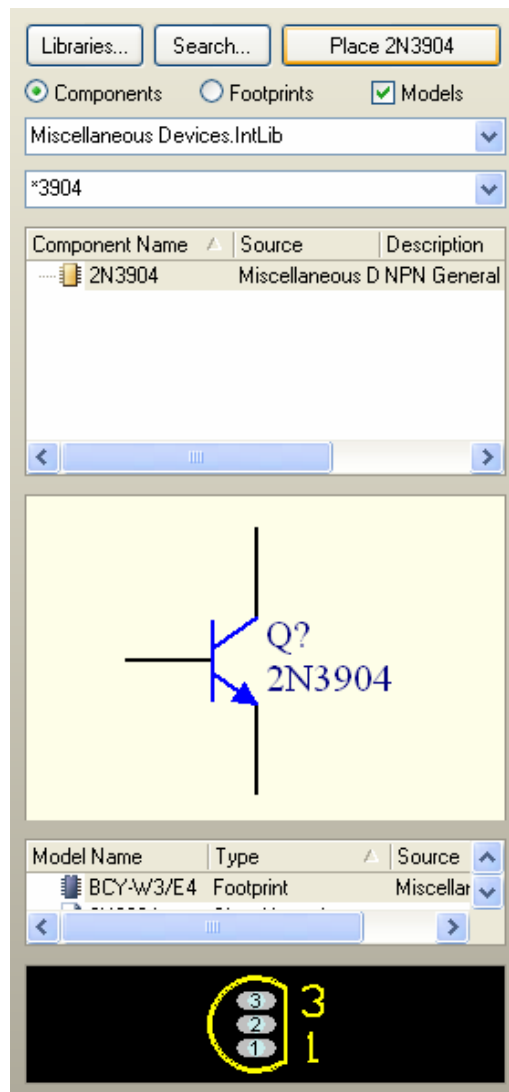 Libraries... Search... Place 2N3904
Components Footprints Models
Miscellaneous Devices.IntLib
*3904
Component Name Source Description
2N3904 Miscellaneous D NPN General
Q?
2N3904
Model Name Type Source
BCY-W3/E4 Footprint Miscellar
3 3
2
1 1